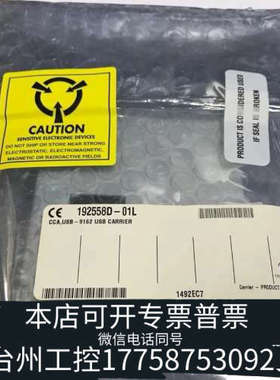 CAUTION
SENSITIVE ELECTRONIC DEVICES
DO NOT SHIP OR STORE NEAR STRONG
ELECTROSTATIC, ELECTROMAGNETIC,
MAGNETIC OR RADIOACTIVE FIELDS
PRODUCT IS CONSIDERED USED
IF SEAL IS BROKEN
CE 192558D-01L
CCA,USB-9162 USB CARRIER
1492EC7
Carrier - PRODUCT
本店可开专票普票
微信电话同号
台州工控17758753092